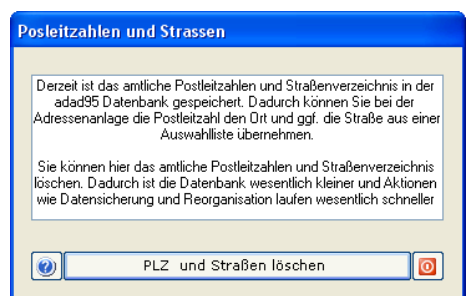 Posleitzahlen und Strassen
Derzeit ist das amtliche Postleitzahlen und Straßenverzeichnis in der
adad95 Datenbank gespeichert. Dadurch können Sie bei der
Adressenanlage die Postleitzahl den Ort und ggf. die Straße aus einer
Auswahlliste übernehmen.
Sie können hier das amtliche Postleitzahlen und Straßenverzeichnis
löschen. Dadurch ist die Datenbank wesentlich kleiner und Aktionen
wie Datensicherung und Reorganisation laufen wesentlich schneller
PLZ und Straßen löschen